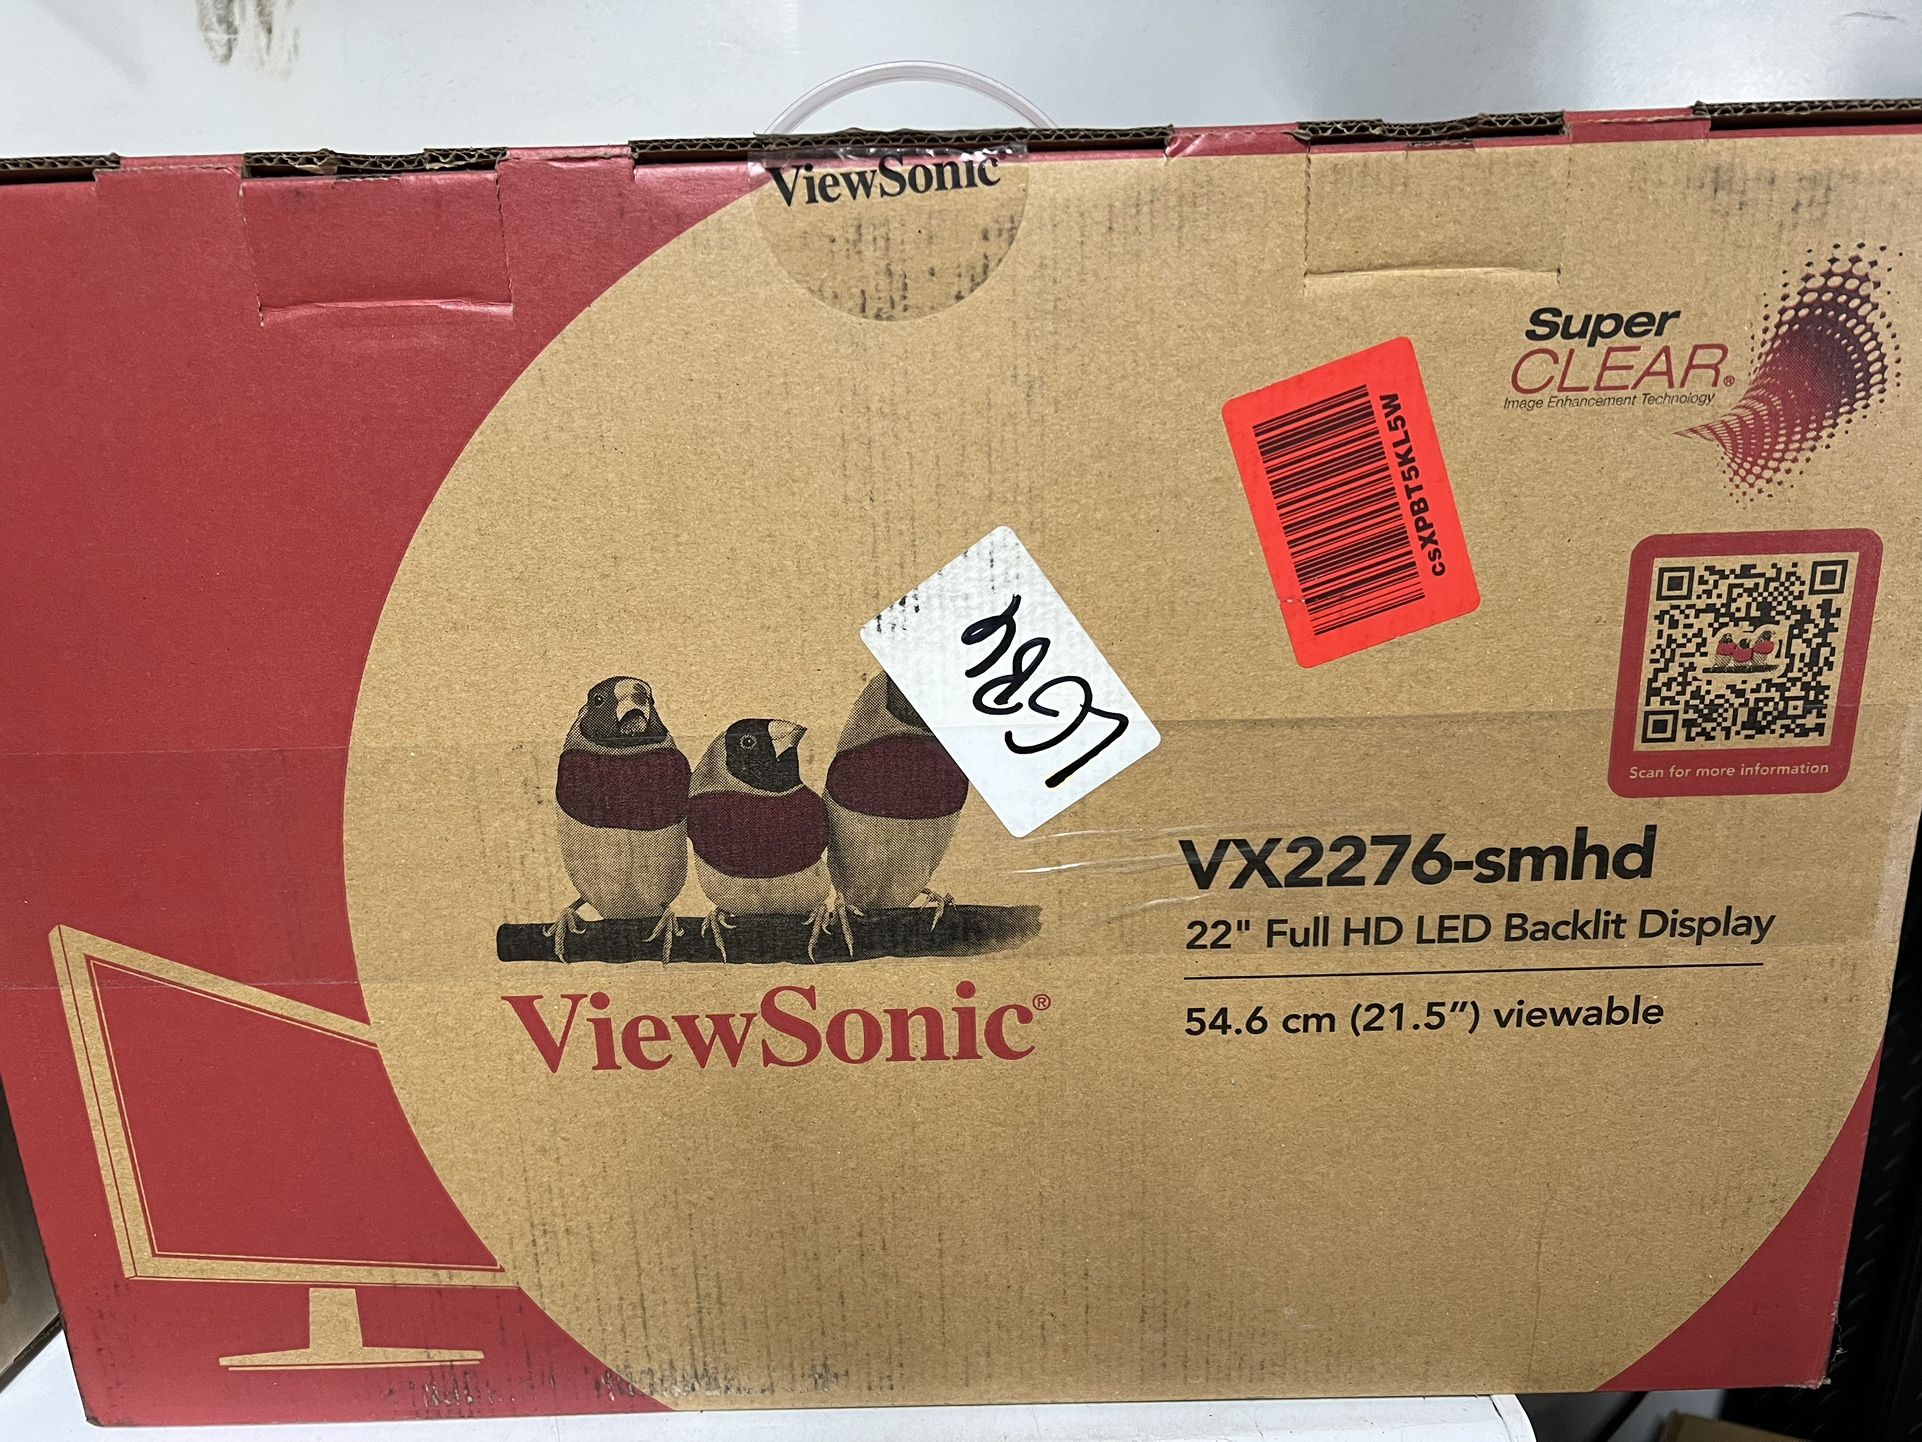 ViewSonic
Super
CLEAR®
Image Enhancement Technology
CSXPBT5KL5W
Scan for more information
VX2276-smhd
22" Full HD LED Backlit Display
54.6 cm (21.5") viewable
ViewSonic®